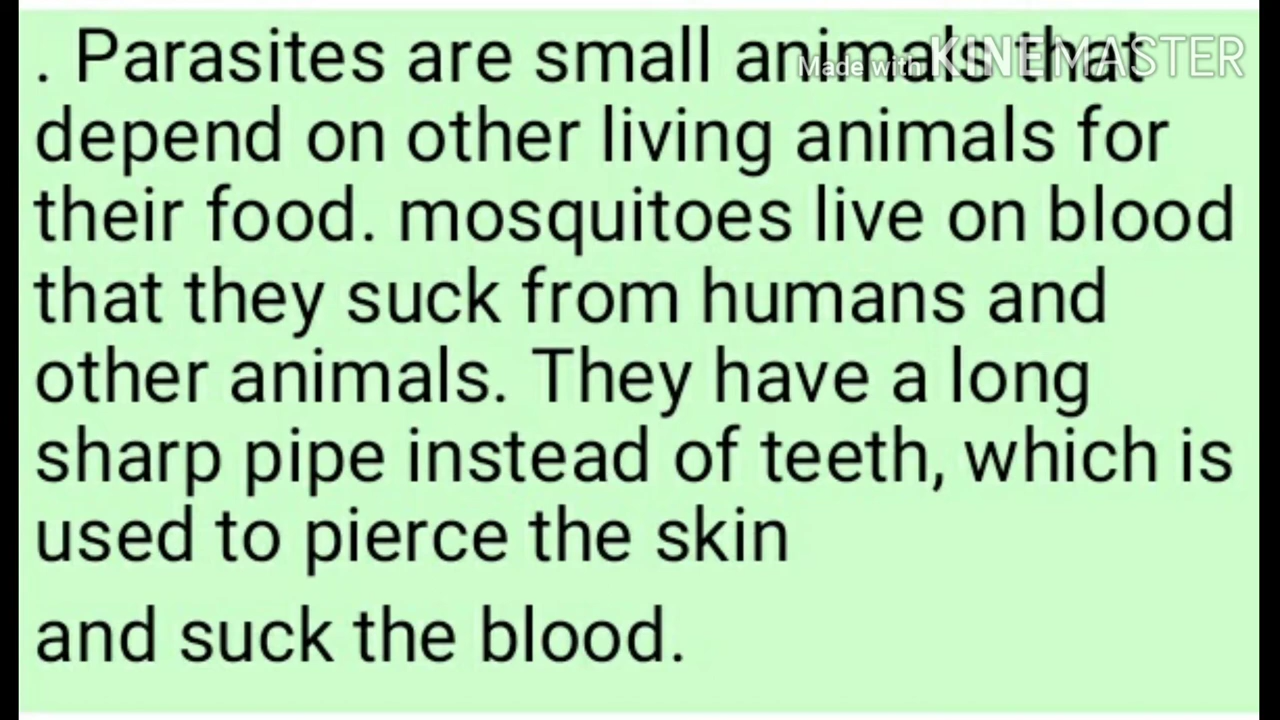 . Parasites are small animals that
Made with KINEMASTER
depend on other living animals for
their food. mosquitoes live on blood
that they suck from humans and
other animals. They have a long
sharp pipe instead of teeth, which is
used to pierce the skin
and suck the blood.